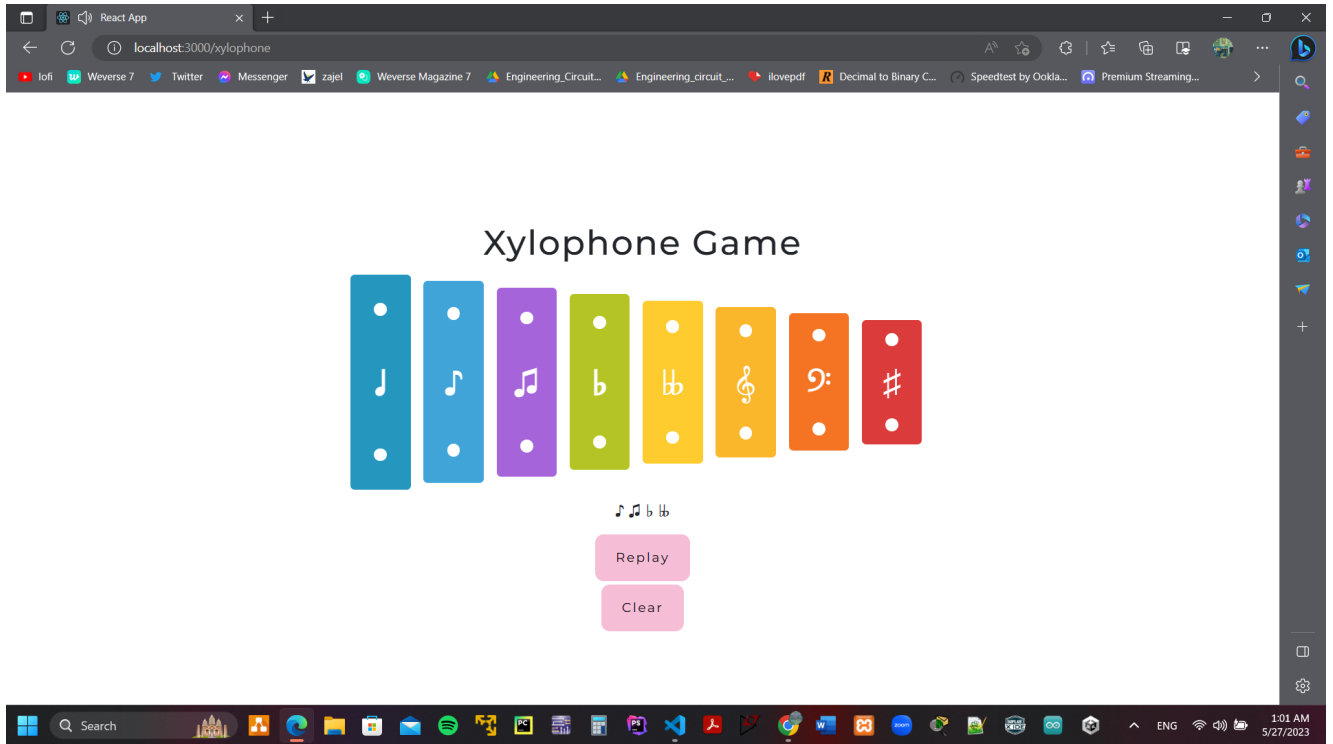 React App
localhost:3000/xylophone
lofi Weverse 7 Twitter Messenger zajel Weverse Magazine 7 Engineering_Circuit... Engineering_circuit_... ilovepdf Decimal to Binary C... Speedtest by Ookla... Premium Streaming...
Xylophone Game
♩ ♪ ♫ ♭ 𝄫 𝄞 𝄢 ♯
♪ ♫ ♭ 𝄫
Replay
Clear
Search
ENG
1:01 AM
5/27/2023